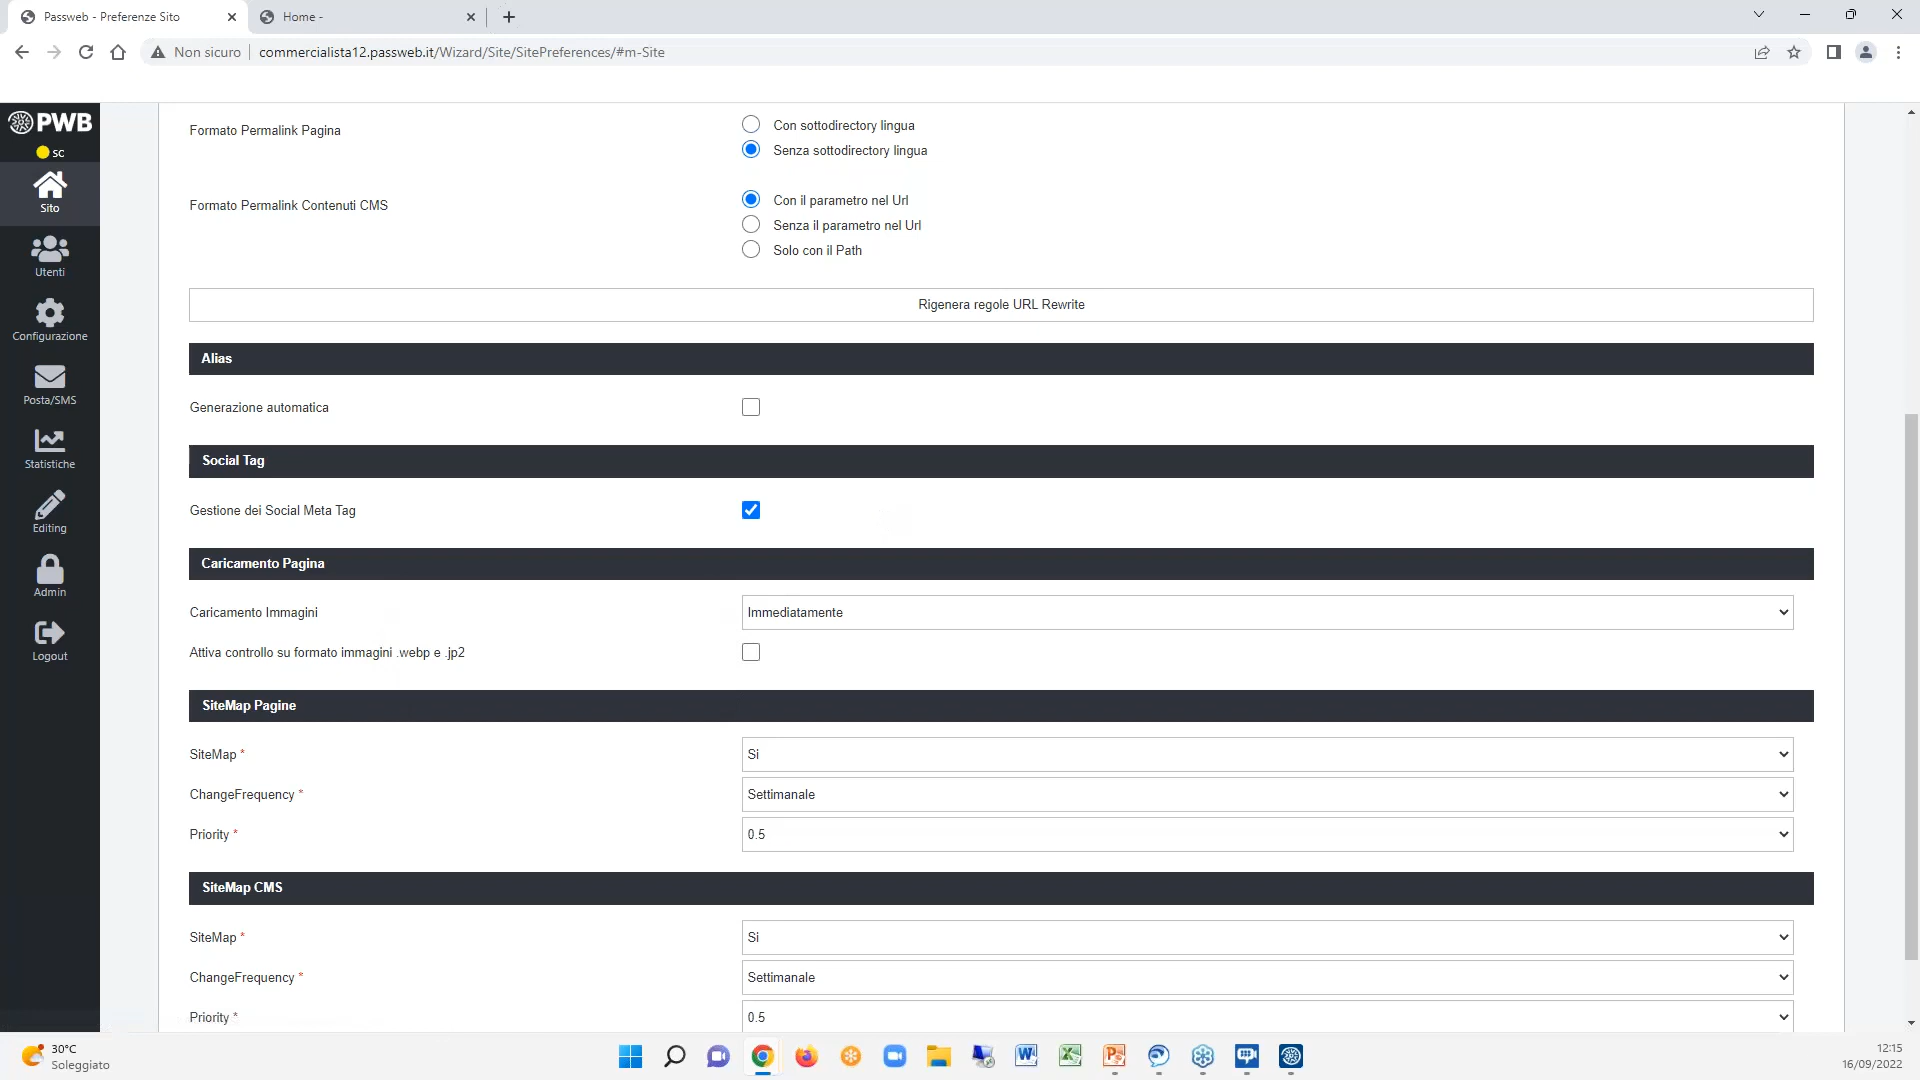 Passweb - Preferenze Sito
Home -
Non sicuro
commercialista12.passweb.it/Wizard/Site/SitePreferences/#m-Site
PWB
sc
Sito
Utenti
Configurazione
Posta/SMS
Statistiche
Editing
Admin
Logout
Formato Permalink Pagina
Con sottodirectory lingua
Senza sottodirectory lingua
Formato Permalink Contenuti CMS
Con il parametro nel Url
Senza il parametro nel Url
Solo con il Path
Rigenera regole URL Rewrite
Alias
Generazione automatica
Social Tag
Gestione dei Social Meta Tag
Caricamento Pagina
Caricamento Immagini
Immediatamente
Attiva controllo su formato immagini .webp e .jp2
SiteMap Pagine
SiteMap *
Si
ChangeFrequency *
Settimanale
Priority *
0.5
SiteMap CMS
SiteMap *
Si
ChangeFrequency *
Settimanale
Priority *
0.5
30°C
Soleggiato
12:15
16/09/2022